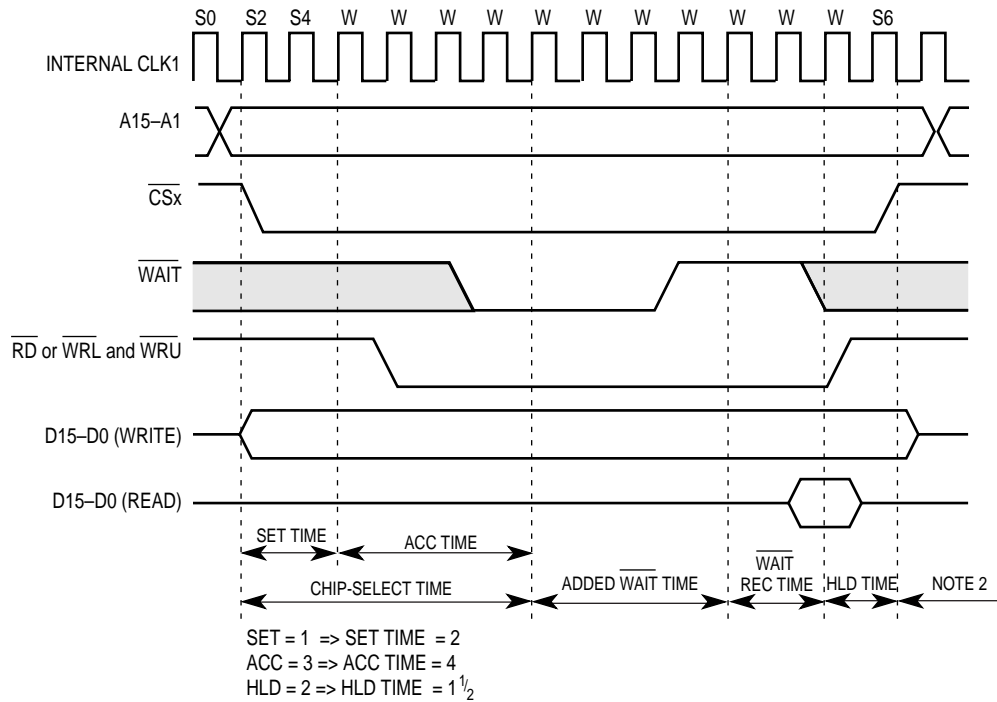 S0 S2 S4 W W W W W W W W W W W S6
INTERNAL CLK1
A15–A1
CSx
WAIT
RD or WRL and WRU
D15–D0 (WRITE)
D15–D0 (READ)
SET TIME ACC TIME
WAIT
REC TIME
CHIP-SELECT TIME ADDED WAIT TIME HLD TIME NOTE 2
SET = 1 => SET TIME = 2
ACC = 3 => ACC TIME = 4
HLD = 2 => HLD TIME = 1 1/2